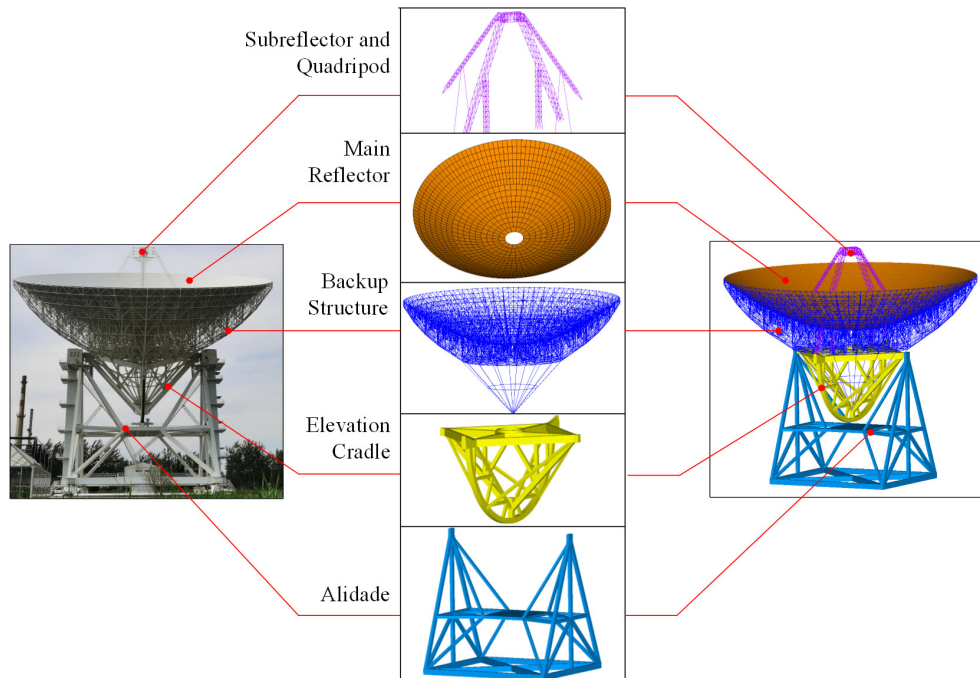 Subreflector and
Quadripod
Main
Reflector
Backup
Structure
Elevation
Cradle
Alidade